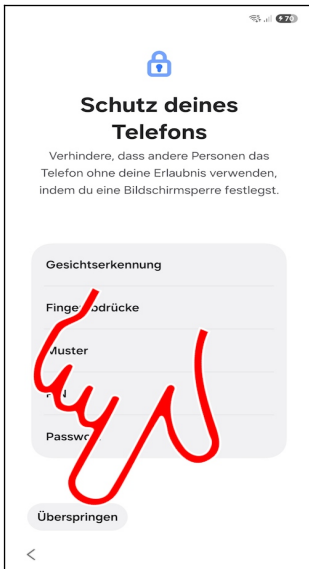 70
Schutz deines
Telefons
Verhindere, dass andere Personen das
Telefon ohne deine Erlaubnis verwenden,
indem du eine Bildschirmsperre festlegst.
Gesichtserkennung
Muster
Überspringen